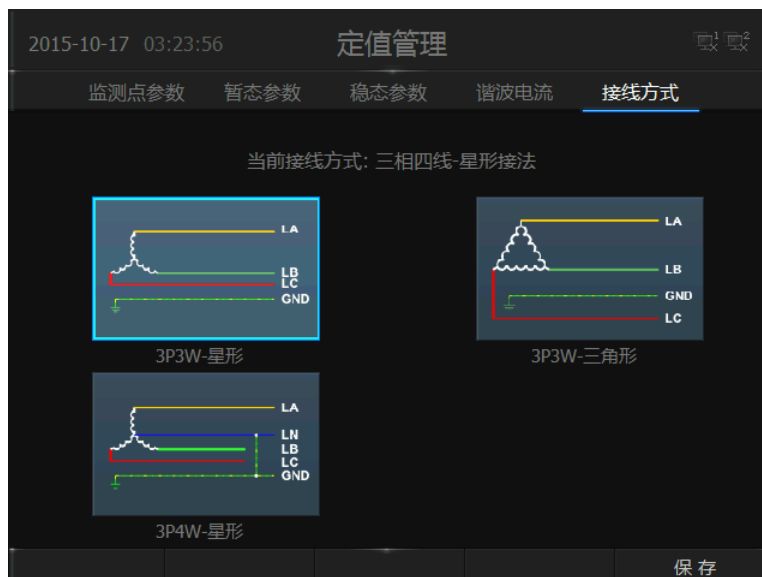 2015-10-17 03:23:56 定值管理 1 2
监测点参数 暂态参数 稳态参数 谐波电流 接线方式
当前接线方式: 三相四线-星形接法
LA
LB
LC
GND
3P3W-星形
LA
LB
GND
LC
3P3W-三角形
LA
LN
LB
LC
GND
3P4W-星形
保存